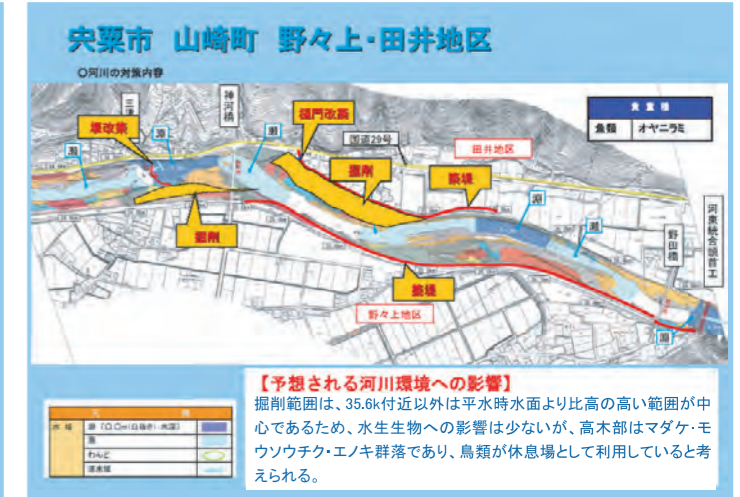 宍粟市 山崎町 野々上・田井地区
〇河川の対策内容
堰改築
神河橋
樋門改築
国道29号
田井地区
貴重種
魚類 オヤニラミ
瀬
淵
瀬
掘削
築堤
淵
瀬
掘削
築堤
野々上地区
野田橋
河東統合頭首工
淵
【予想される河川環境への影響】
掘削範囲は、35.6k付近以外は平水時水面より比高の高い範囲が中
心であるため、水生生物への影響は少ないが、高木部はマダケ・モ
ウソウチク・エノキ群落であり、鳥類が休息場として利用していると考
えられる。
水域
わんど
湛水域